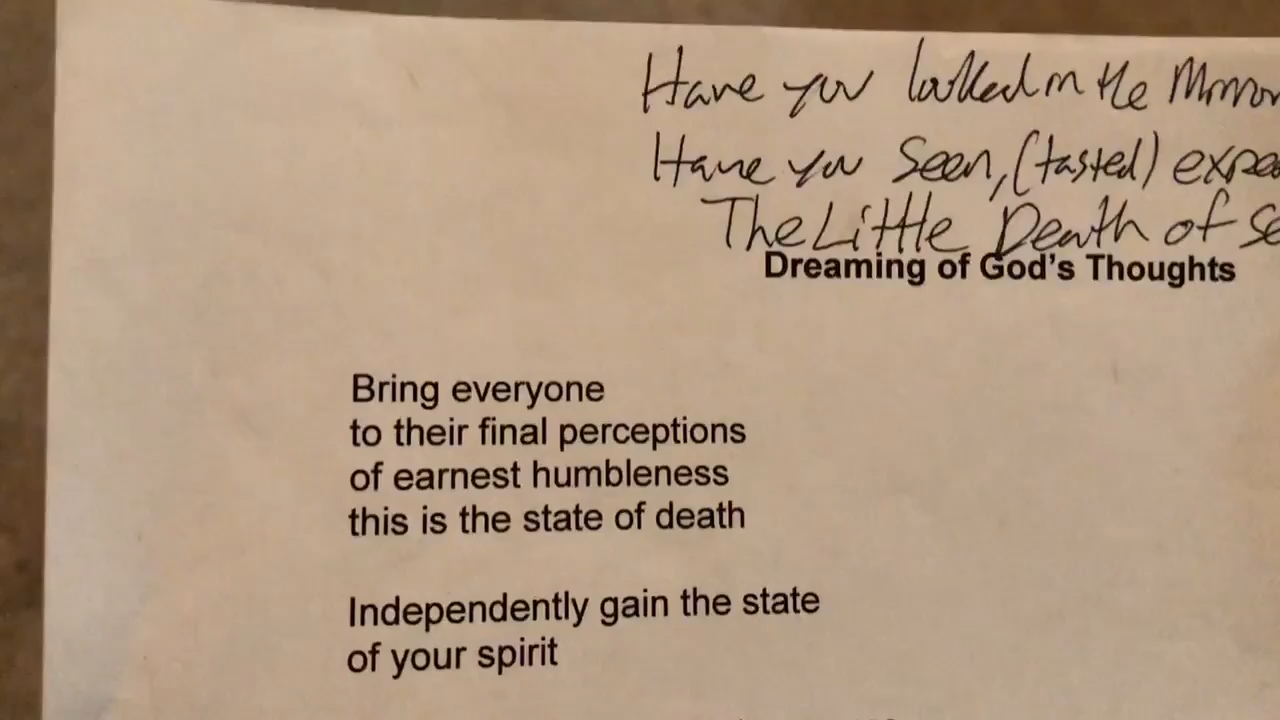 Have you looked in the Mirror
Have you Seen, (tasted)
The Little Death of
Dreaming of God's Thoughts
Bring everyone
to their final perceptions
of earnest humbleness
this is the state of death
Independently gain the state
of your spirit